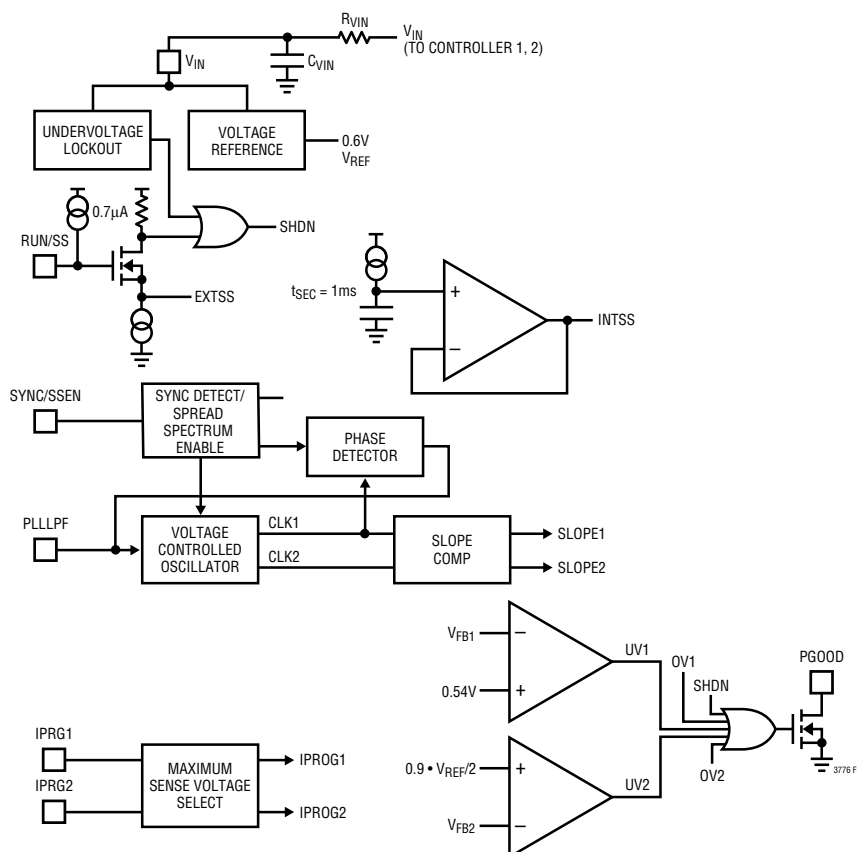 RVIN
VIN
(TO CONTROLLER 1, 2)
VIN
CVIN
UNDERVOLTAGE
LOCKOUT
VOLTAGE
REFERENCE
0.6V
VREF
0.7µA
SHDN
RUN/SS
EXTSS
tSEC = 1ms
+
–
INTSS
SYNC/SSEN
SYNC DETECT/
SPREAD
SPECTRUM
ENABLE
PHASE
DETECTOR
PLLLPF
VOLTAGE
CONTROLLED
OSCILLATOR
CLK1
CLK2
SLOPE
COMP
SLOPE1
SLOPE2
VFB1
–
UV1
0.54V
+
OV1
SHDN
PGOOD
OV2
3776 F
IPRG1
IPRG2
MAXIMUM
SENSE VOLTAGE
SELECT
IPROG1
IPROG2
0.9 • VREF/2
+
UV2
VFB2
–